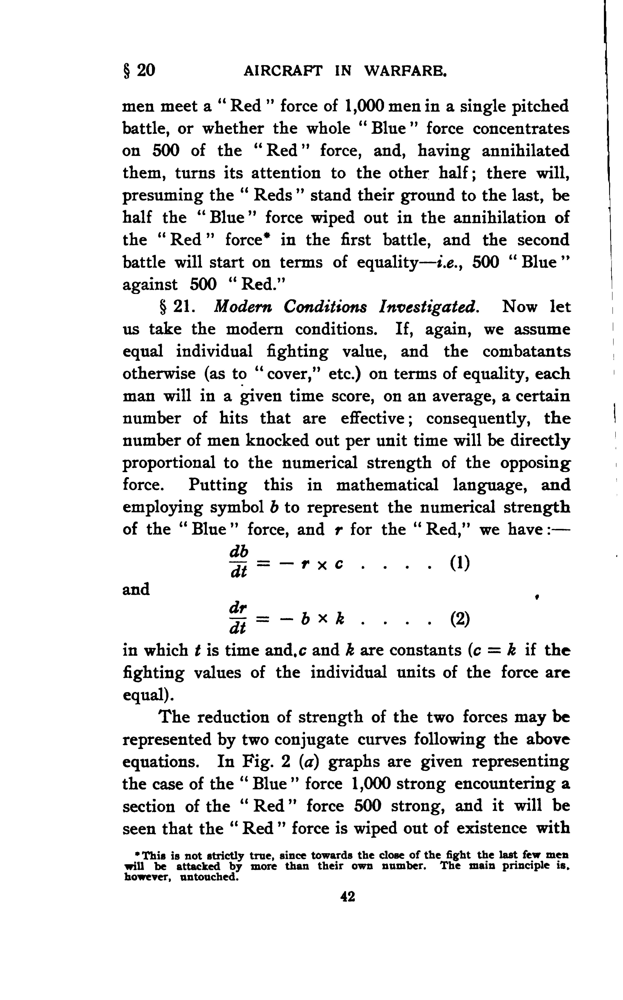 § 20 AIRCRAFT IN WARFARE.
men meet a “ Red ” force of 1,000 men in a single pitched
battle, or whether the whole “ Blue ” force concentrates
on 500 of the “ Red ” force, and, having annihilated
them, turns its attention to the other half ; there will,
presuming the “ Reds ” stand their ground to the last, be
half the “ Blue ” force wiped out in the annihilation of
the “ Red ” force* in the first battle, and the second
battle will start on terms of equality—i.e., 500 “ Blue ”
against 500 “ Red.”
§ 21. Modern Conditions Investigated. Now let
us take the modern conditions. If, again, we assume
equal individual fighting value, and the combatants
otherwise (as to “ cover,” etc.) on terms of equality, each
man will in a given time score, on an average, a certain
number of hits that are effective ; consequently, the
number of men knocked out per unit time will be directly
proportional to the numerical strength of the opposing
force. Putting this in mathematical language, and
employing symbol b to represent the numerical strength
of the “ Blue ” force, and r for the “ Red,” we have :—
db/dt = — r × c . . . . (1)
and
dr/dt = — b × k . . . . (2)
in which t is time and c and k are constants (c = k if the
fighting values of the individual units of the force are
equal).
The reduction of strength of the two forces may be
represented by two conjugate curves following the above
equations. In Fig. 2 (a) graphs are given representing
the case of the “ Blue ” force 1,000 strong encountering a
section of the “ Red ” force 500 strong, and it will be
seen that the “ Red ” force is wiped out of existence with
*This is not strictly true, since towards the close of the fight the last few men
will be attacked by more than their own number. The main principle is,
however, untouched.
42